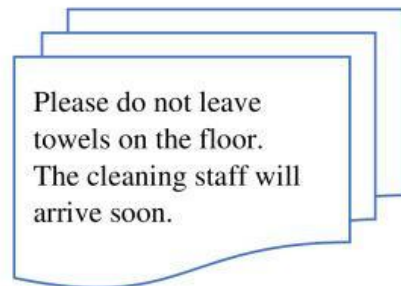 Please do not leave
towels on the floor.
The cleaning staff will
arrive soon.